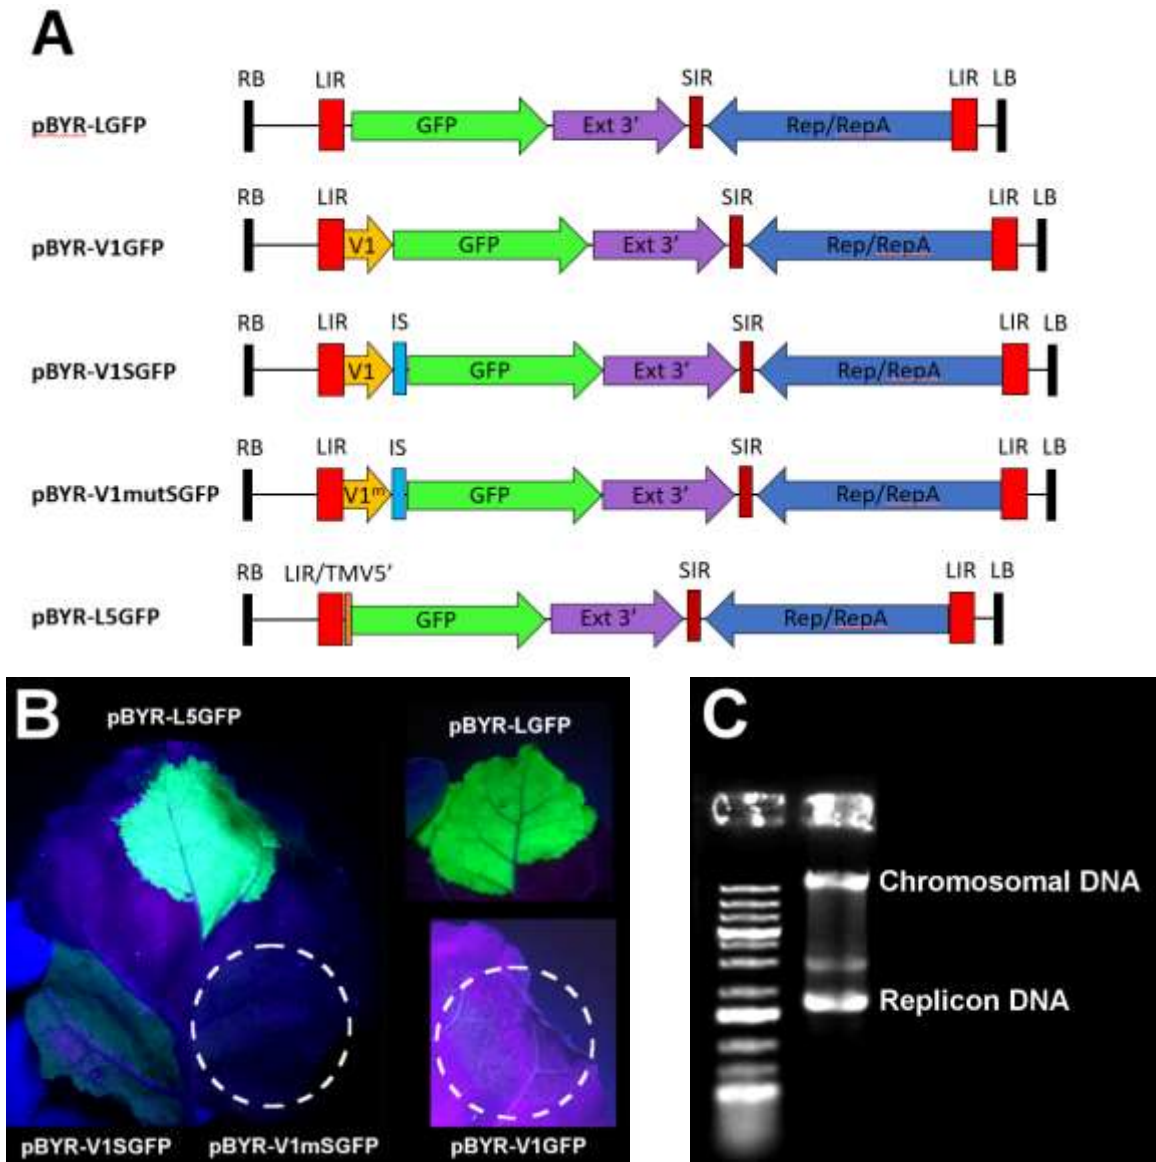 A
RB LIR SIR LIR LB
pBYR-LGFP GFP Ext 3’ Rep/RepA
RB LIR SIR LIR LB
pBYR-V1GFP V1 GFP Ext 3’ Rep/RepA
RB LIR IS SIR LIR LB
pBYR-V1SGFP V1 GFP Ext 3’ Rep/RepA
RB LIR IS SIR LIR LB
pBYR-V1mutSGFP V1ᵐ GFP Ext 3’ Rep/RepA
RB LIR/TMV5’ SIR LIR LB
pBYR-L5GFP GFP Ext 3’ Rep/RepA
B
pBYR-L5GFP
pBYR-LGFP
pBYR-V1SGFP
pBYR-V1mSGFP
pBYR-V1GFP
C
Chromosomal DNA
Replicon DNA